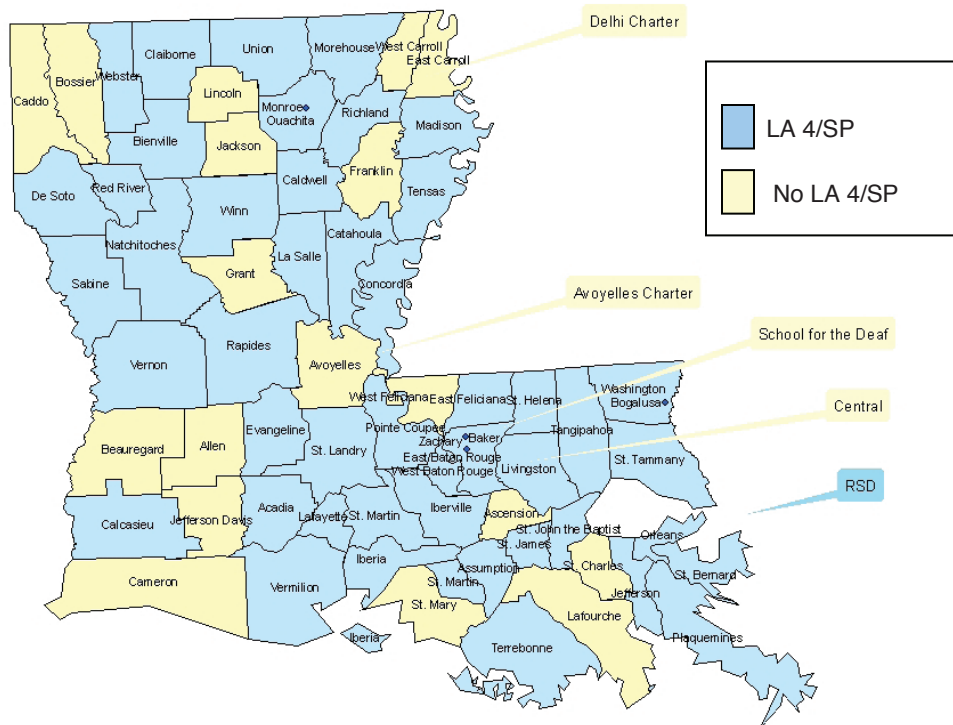 Delhi Charter
Claiborne
Union
Morehouse
West Carroll
East Carroll
Webster
Bossier
Caddo
Lincoln
Monroe
Ouachita
Richland
Madison
Bienville
Jackson
Franklin
LA 4/SP
No LA 4/SP
De Soto
Red River
Caldwell
Tensas
Winn
Natchitoches
Catahoula
La Salle
Sabine
Grant
Concordia
Avoyelles Charter
School for the Deaf
Vernon
Rapides
Avoyelles
West Feliciana
East Feliciana
St. Helena
Washington
Bogalusa
Central
Beauregard
Allen
Evangeline
St. Landry
Pointe Coupee
Zachary
Baker
East Baton Rouge
West Baton Rouge
Tangipahoa
Livingston
St. Tammany
RSD
Calcasieu
Jefferson Davis
Acadia
Lafayette
St. Martin
Iberville
Ascension
St. John the Baptist
St. James
Orleans
Cameron
Vermilion
Iberia
Assumption
St. Charles
St. Bernard
St. Martin
Jefferson
St. Mary
Lafourche
Iberia
Terrebonne
Plaquemines